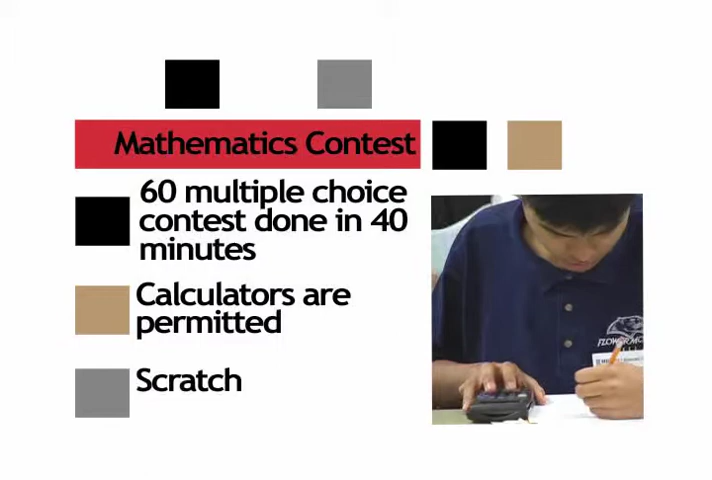 Mathematics Contest
60 multiple choice
contest done in 40
minutes
Calculators are
permitted
Scratch